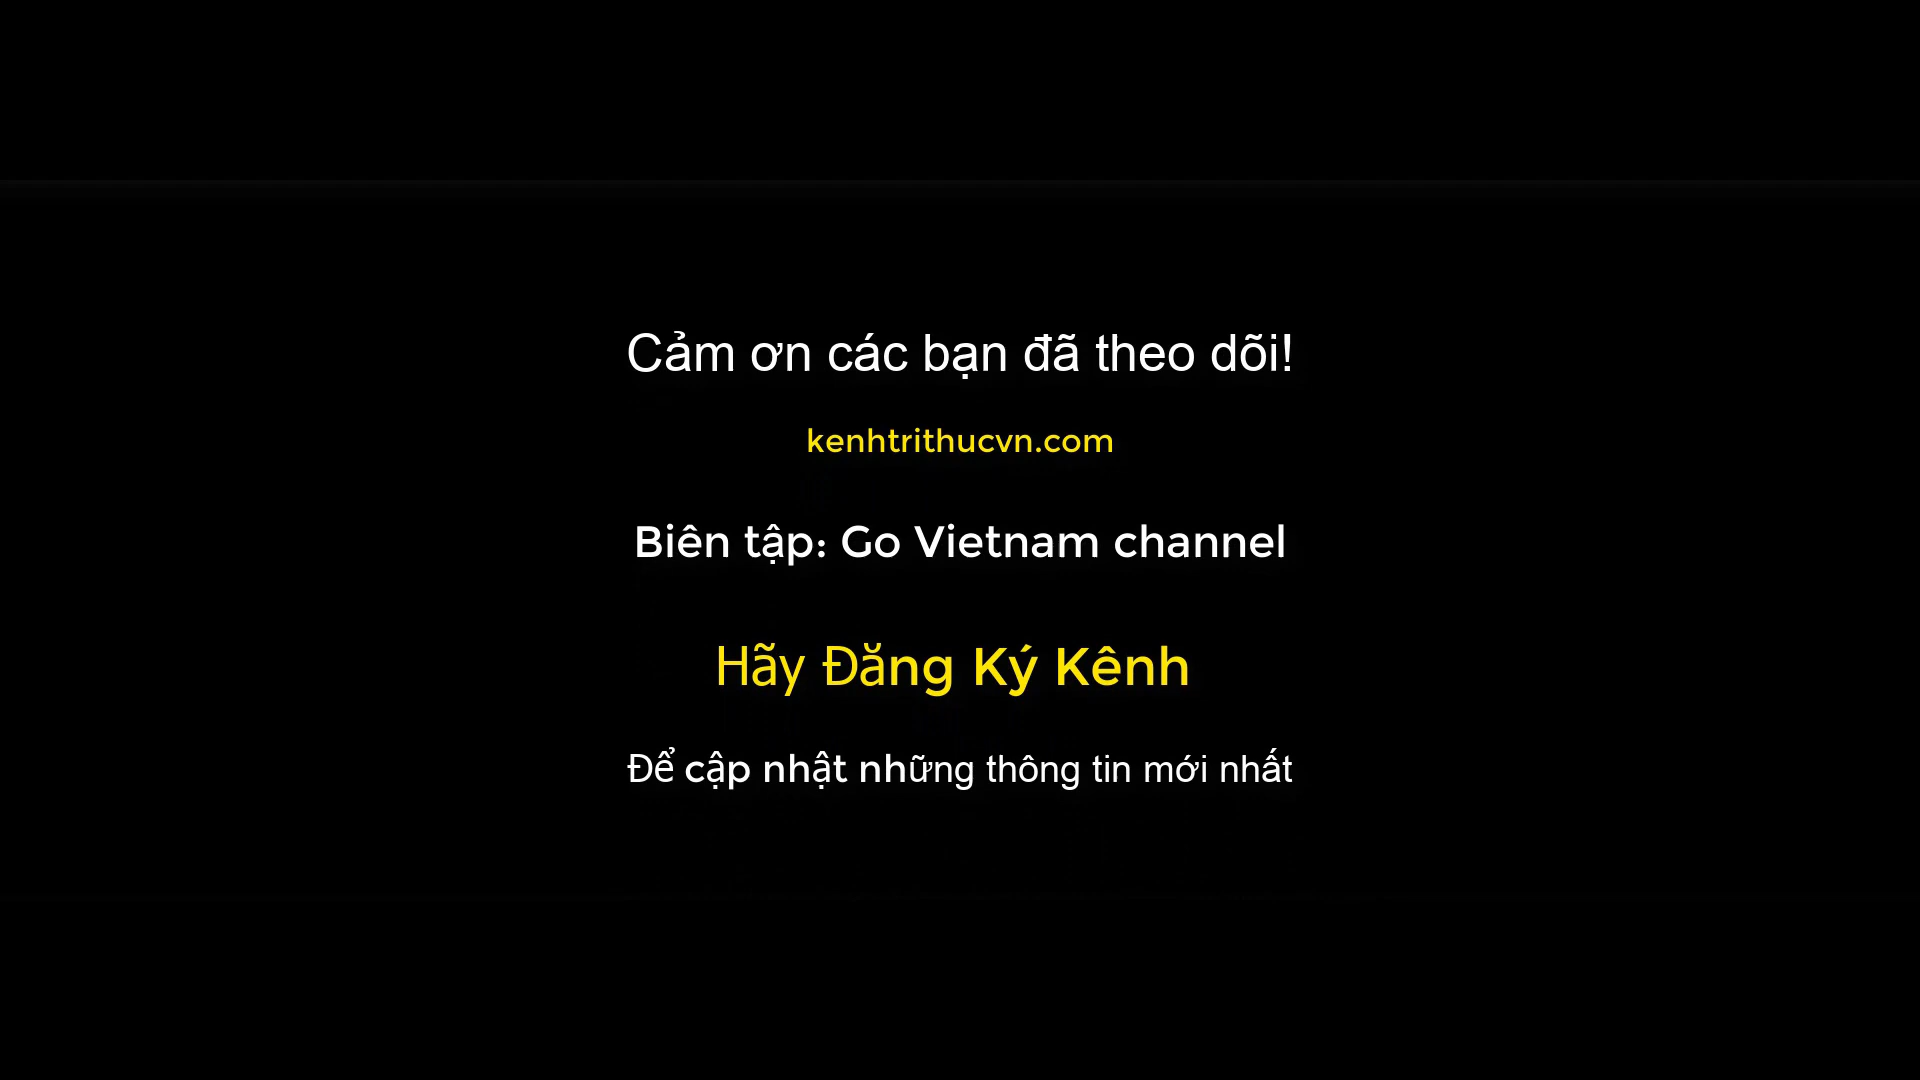 Cảm ơn các bạn đã theo dõi!
kenhtrithucvn.com
Biên tập: Go Vietnam channel
Hãy Đăng Ký Kênh
Để cập nhật những thông tin mới nhất